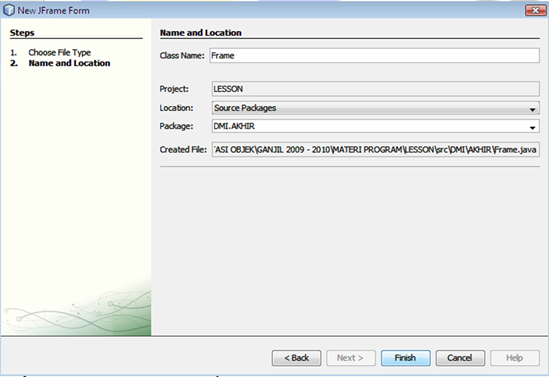 New JFrame Form
Steps
1. Choose File Type
2. Name and Location
Name and Location
Class Name: Frame
Project: LESSON
Location: Source Packages
Package: DMI.AKHIR
Created File: 'ASI OBJEK\GANJIL 2009 - 2010\MATERI PROGRAM\LESSON\src\DMI\AKHIR\Frame.java
< Back Next > Finish Cancel Help